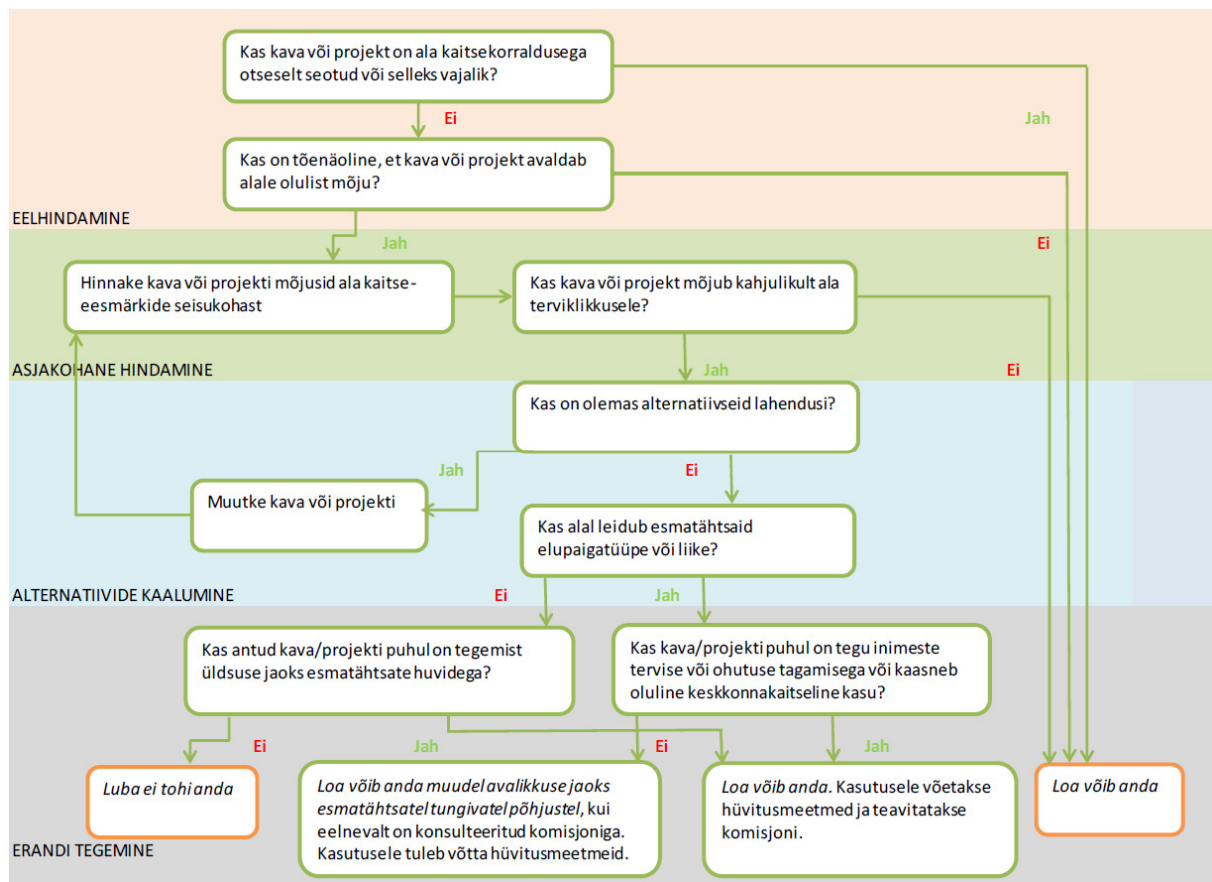 Kas kava või projekt on ala kaitsekorraldusega
otseselt seotud või selleks vajalik?
Ei
Jah
Kas on tõenäoline, et kava või projekt avaldab
alale olulist mõju?
EELHINDAMINE
Jah
Ei
Hinnake kava või projekti mõjusid ala kaitse-
eesmärkide seisukohast
Kas kava või projekt mõjub kahjulikult ala
terviklikkusele?
ASJAKOHANE HINDAMINE
Jah
Ei
Kas on olemas alternatiivseid lahendusi?
Jah
Ei
Muutke kava või projekti
Kas alal leidub esmatähtsaid
elupaigatüüpe või liike?
ALTERNATIIVIDE KAALUMINE
Ei
Jah
Kas antud kava/projekti puhul on tegemist
üldsuse jaoks esmatähtsate huvidega?
Kas kava/projekti puhul on tegu inimeste
tervise või ohutuse tagamisega või kaasneb
oluline keskkonnakaitseline kasu?
Ei
Jah
Ei
Jah
Luba ei tohi anda
Loa võib anda muudel avalikkuse jaoks
esmatähtsatel tungivatel põhjustel, kui
eelnevalt on konsulteeritud komisjoniga.
Kasutusele tuleb võtta hüvitusmeetmeid.
Loa võib anda. Kasutusele võetakse
hüvitusmeetmed ja teavitatakse
komisjoni.
Loa võib anda
ERANDI TEGEMINE